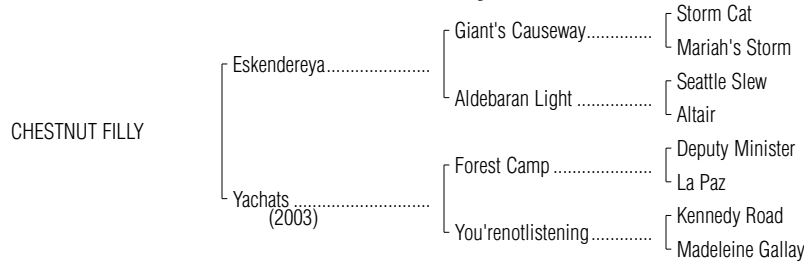 Storm Cat
Giant's Causeway..............
Mariah's Storm
Eskendereya.......................
Seattle Slew
Aldebaran Light ................
Altair
CHESTNUT FILLY
Deputy Minister
Forest Camp .....................
La Paz
Yachats ..............................
(2003)
Kennedy Road
You'renotlistening.............
Madeleine Gallay